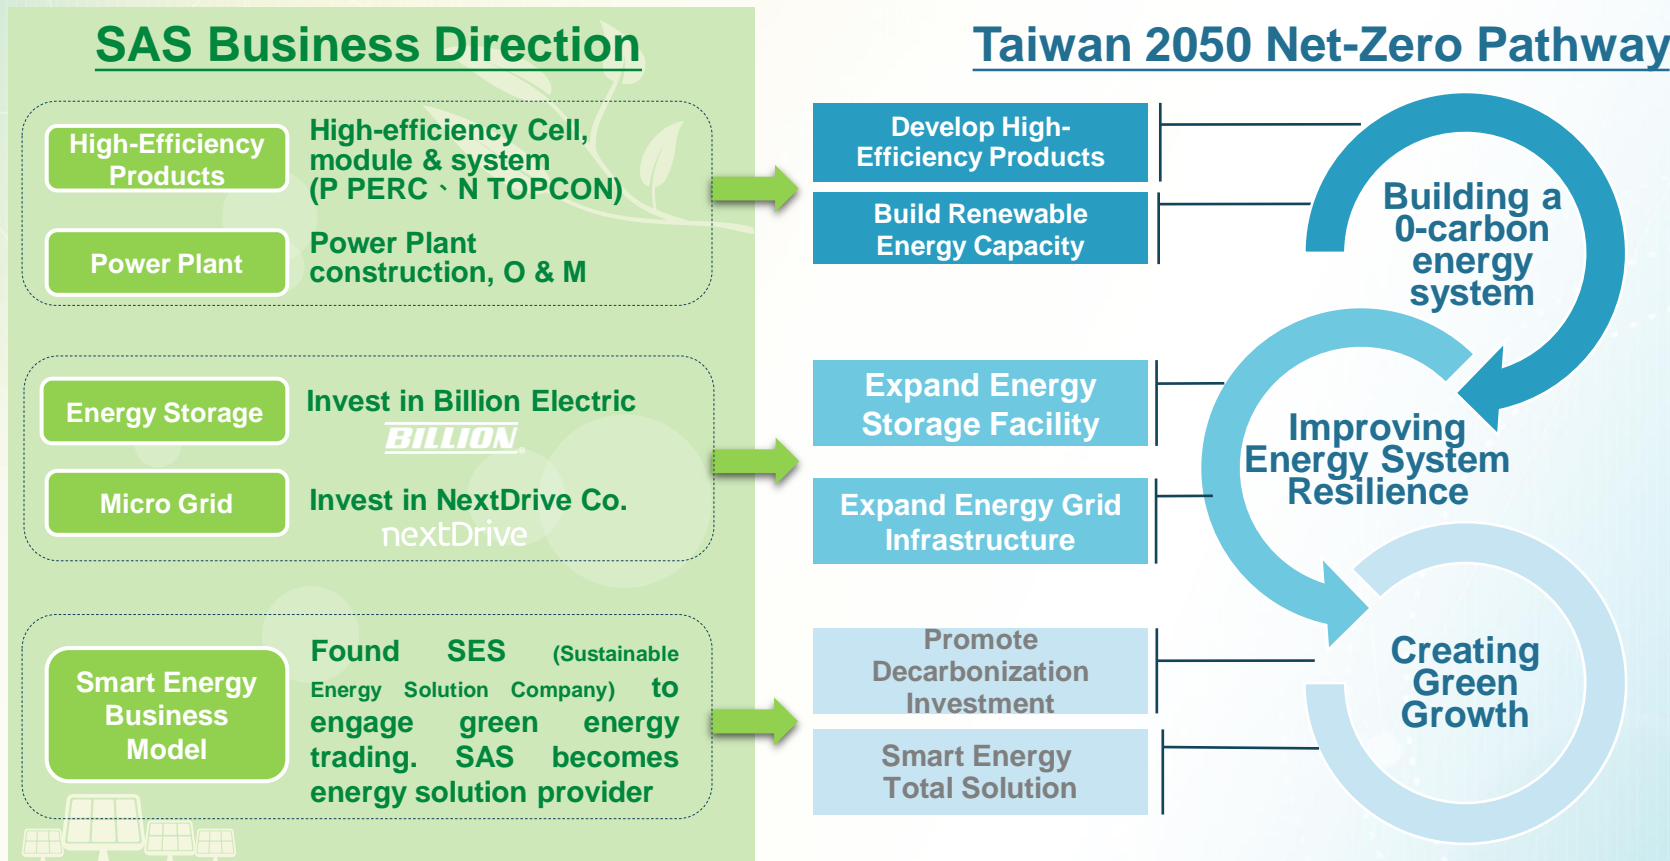 SAS Business Direction
High-Efficiency
Products
High-efficiency Cell,
module & system
(P PERC、N TOPCON)
Power Plant
Power Plant
construction, O & M
Energy Storage
Invest in Billion Electric
BILLION®
Micro Grid
Invest in NextDrive Co.
nextDrive
Smart Energy
Business
Model
Found SES (Sustainable
Energy Solution Company) to
engage green energy
trading. SAS becomes
energy solution provider
Taiwan 2050 Net-Zero Pathway
Develop High-
Efficiency Products
Build Renewable
Energy Capacity
Building a
0-carbon
energy
system
Expand Energy
Storage Facility
Expand Energy Grid
Infrastructure
Improving
Energy System
Resilience
Promote
Decarbonization
Investment
Smart Energy
Total Solution
Creating
Green
Growth